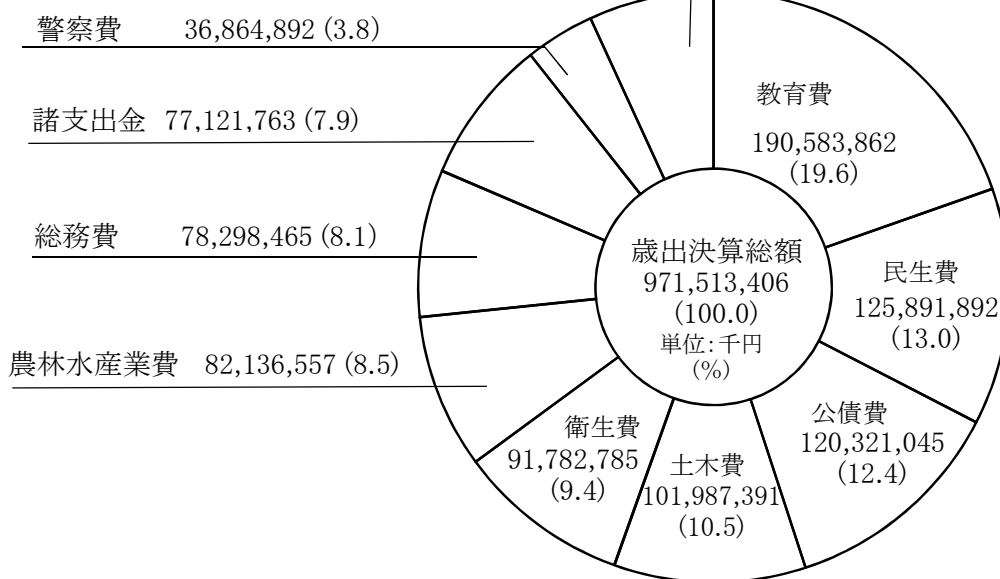 警察費 36,864,892 (3.8)
諸支出金 77,121,763 (7.9)
総務費 78,298,465 (8.1)
農林水産業費 82,136,557 (8.5)
教育費
190,583,862
(19.6)
民生費
125,891,892
(13.0)
公債費
120,321,045
(12.4)
土木費
101,987,391
(10.5)
衛生費
91,782,785
(9.4)
歳出決算総額
971,513,406
(100.0)
単位：千円
(%)